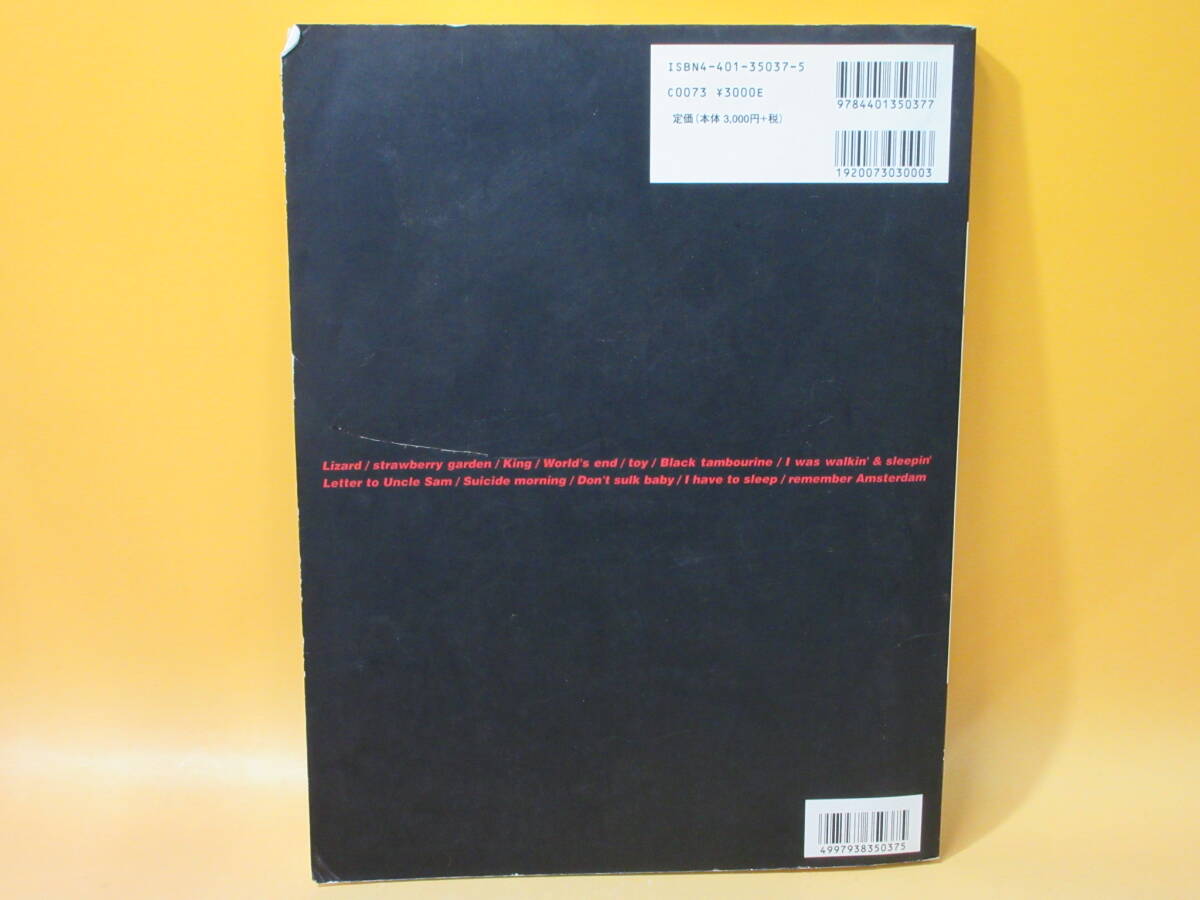 ISBN4-401-35037-5
C0073 ¥3000E
定価(本体 3,000円+税)
9784401350377
1920073030003
Lizard / strawberry garden / King / World's end / toy / Black tambourine / I was walkin' & sleepin'
Letter to Uncle Sam / Suicide morning / Don't sulk baby / I have to sleep / remember Amsterdam
4997938350375